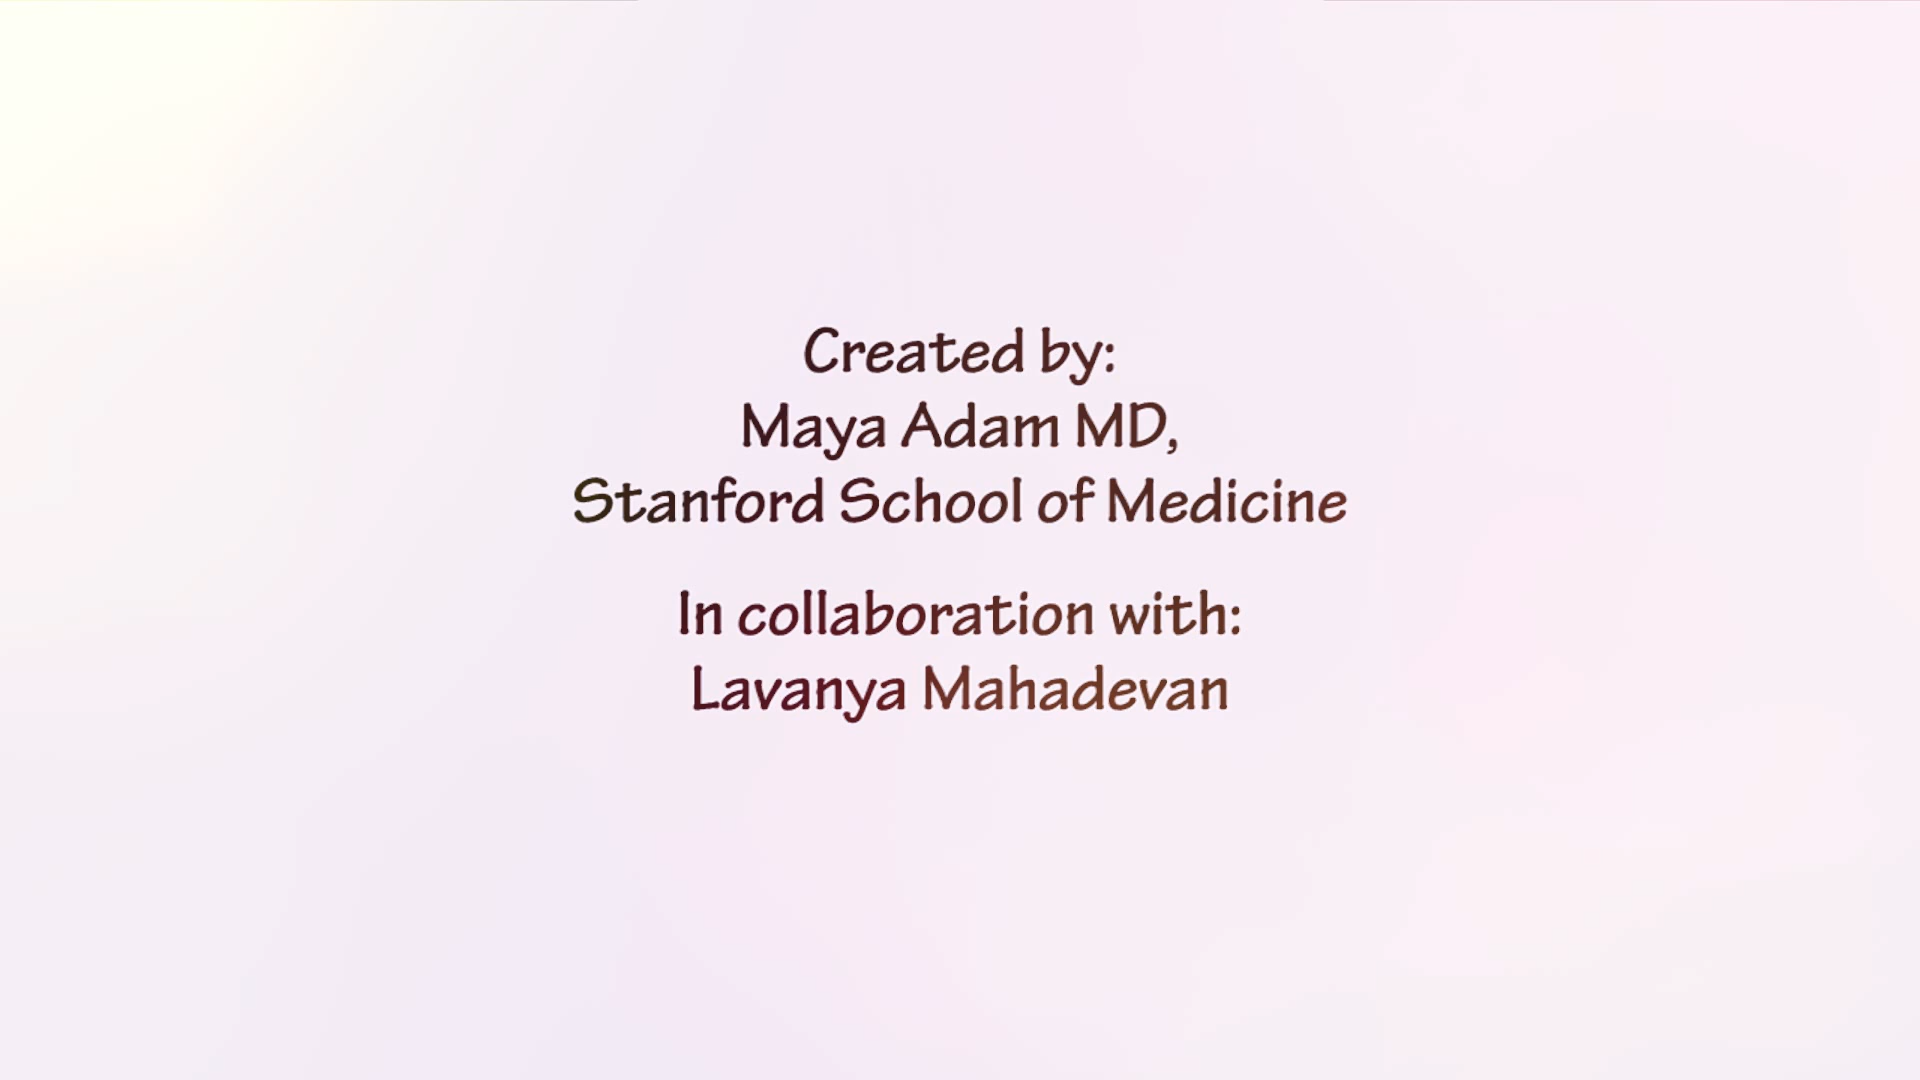 Created by:
Maya Adam MD,
Stanford School of Medicine
In collaboration with:
Lavanya Mahadevan